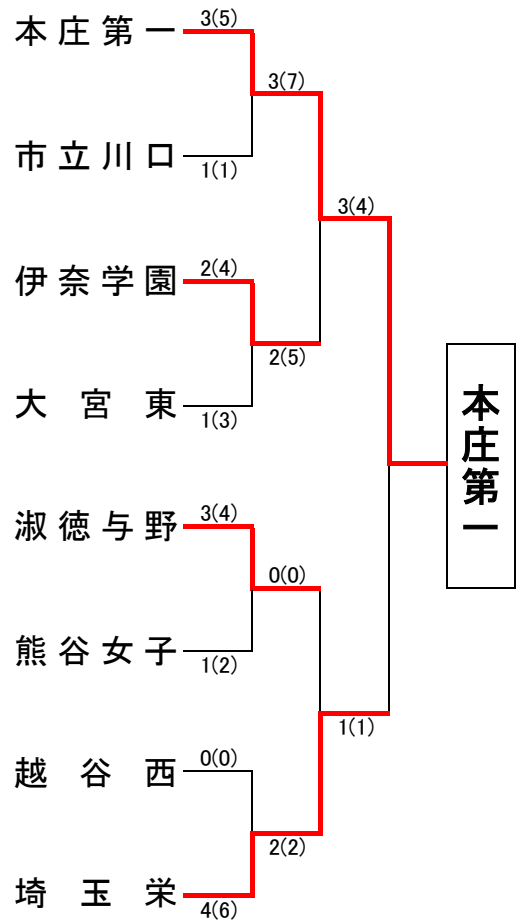 本庄第一
3(5)
3(7)
市立川口
1(1)
3(4)
伊奈学園
2(4)
2(5)
大宮東
1(3)
本庄第一
淑徳与野
3(4)
0(0)
熊谷女子
1(2)
1(1)
越谷西
0(0)
2(2)
埼玉栄
4(6)